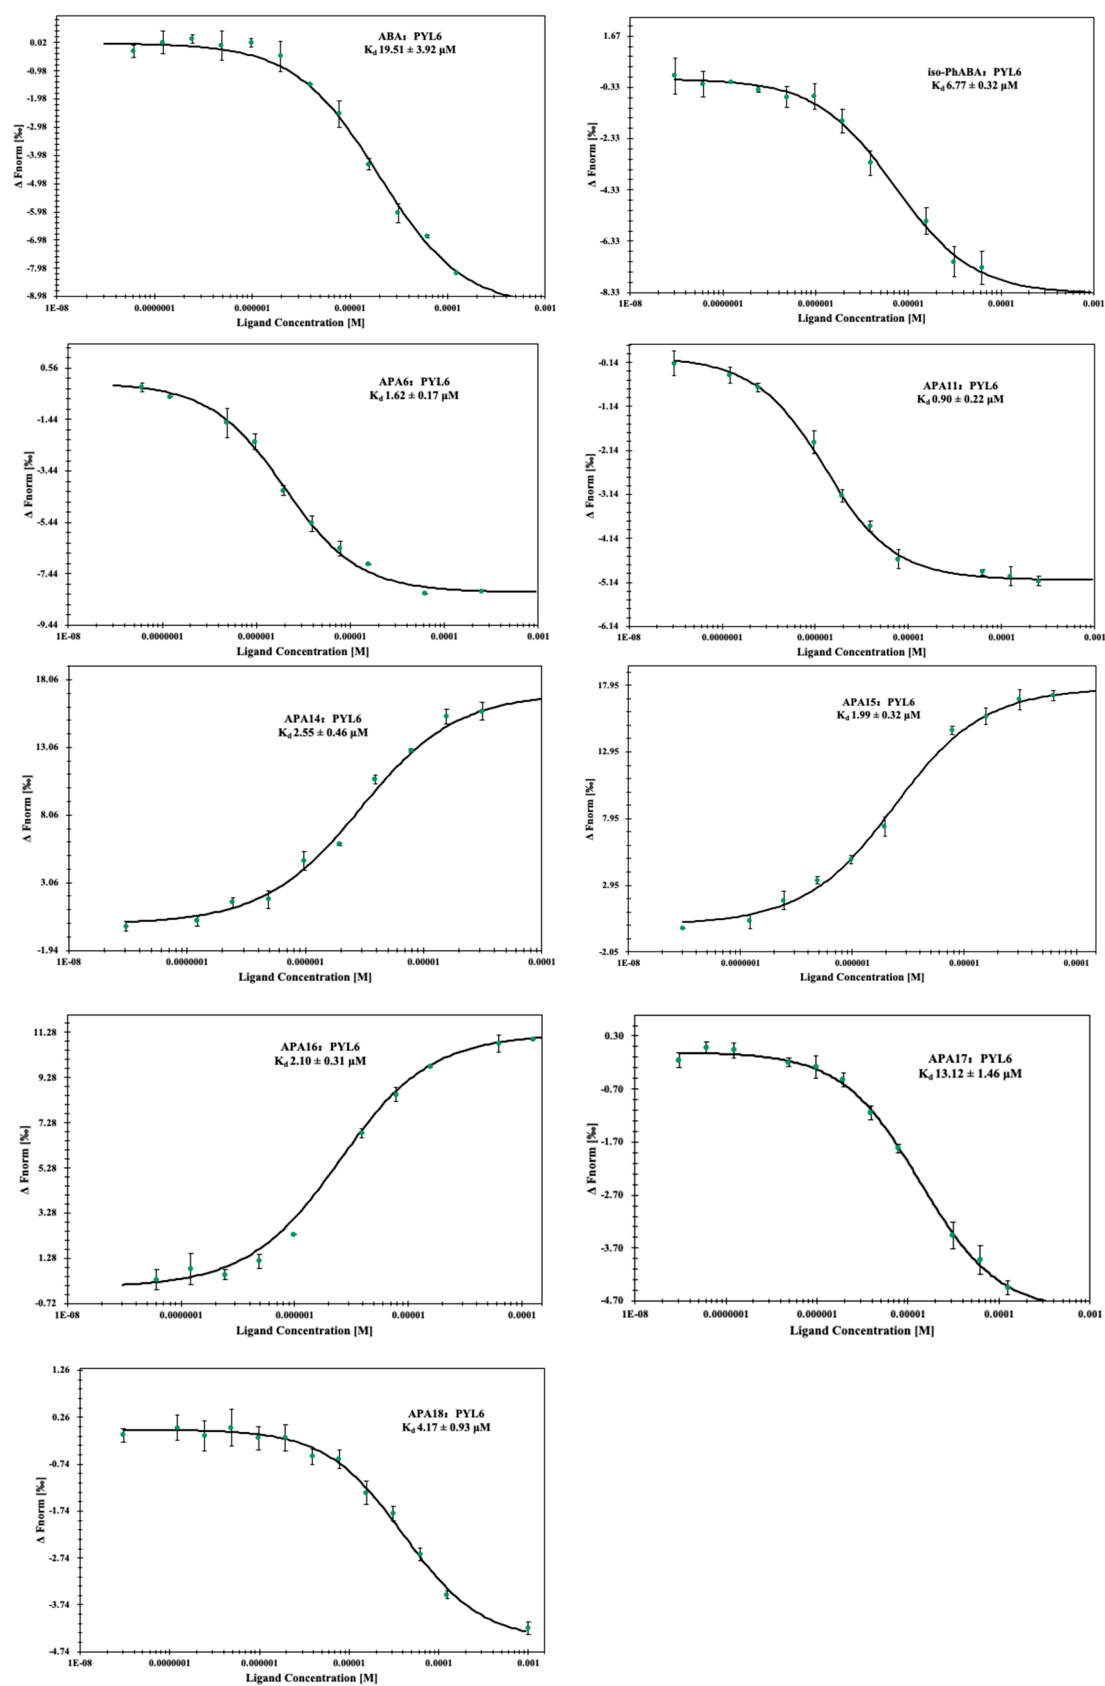 ABA: PYL6
K_d 19.51 ± 3.92 μM
0.02
-0.98
-1.98
-2.98
-3.98
-4.98
-5.98
-6.98
-7.98
-8.98
Δ Fnorm [‰]
1E-08
0.0000001
0.000001
0.00001
0.0001
0.001
Ligand Concentration [M]
iso-PhABA: PYL6
K_d 6.77 ± 0.32 μM
1.67
-0.33
-2.33
-4.33
-6.33
-8.33
Δ Fnorm [‰]
1E-08
0.0000001
0.000001
0.00001
0.0001
0.001
Ligand Concentration [M]
APA6: PYL6
K_d 1.62 ± 0.17 μM
0.56
-1.44
-3.44
-5.44
-7.44
-9.44
Δ Fnorm [‰]
1E-08
0.0000001
0.000001
0.00001
0.0001
0.001
Ligand Concentration [M]
APA11: PYL6
K_d 0.90 ± 0.22 μM
-0.14
-1.14
-2.14
-3.14
-4.14
-5.14
-6.14
Δ Fnorm [‰]
1E-08
0.0000001
0.000001
0.00001
0.0001
0.001
Ligand Concentration [M]
APA14: PYL6
K_d 2.55 ± 0.46 μM
18.06
13.06
8.06
3.06
-1.94
Δ Fnorm [‰]
1E-08
0.0000001
0.000001
0.00001
0.0001
Ligand Concentration [M]
APA15: PYL6
K_d 1.99 ± 0.32 μM
17.95
12.95
7.95
2.95
-2.05
Δ Fnorm [‰]
1E-08
0.0000001
0.000001
0.00001
0.0001
Ligand Concentration [M]
APA16: PYL6
K_d 2.10 ± 0.31 μM
11.28
9.28
7.28
5.28
3.28
1.28
-0.72
Δ Fnorm [‰]
1E-08
0.0000001
0.000001
0.00001
0.0001
Ligand Concentration [M]
APA17: PYL6
K_d 13.12 ± 1.46 μM
0.30
-0.70
-1.70
-2.70
-3.70
-4.70
Δ Fnorm [‰]
1E-08
0.0000001
0.000001
0.00001
0.0001
0.001
Ligand Concentration [M]
APA18: PYL6
K_d 4.17 ± 0.93 μM
1.26
0.26
-0.74
-1.74
-2.74
-3.74
-4.74
Δ Fnorm [‰]
1E-08
0.0000001
0.000001
0.00001
0.0001
0.001
Ligand Concentration [M]